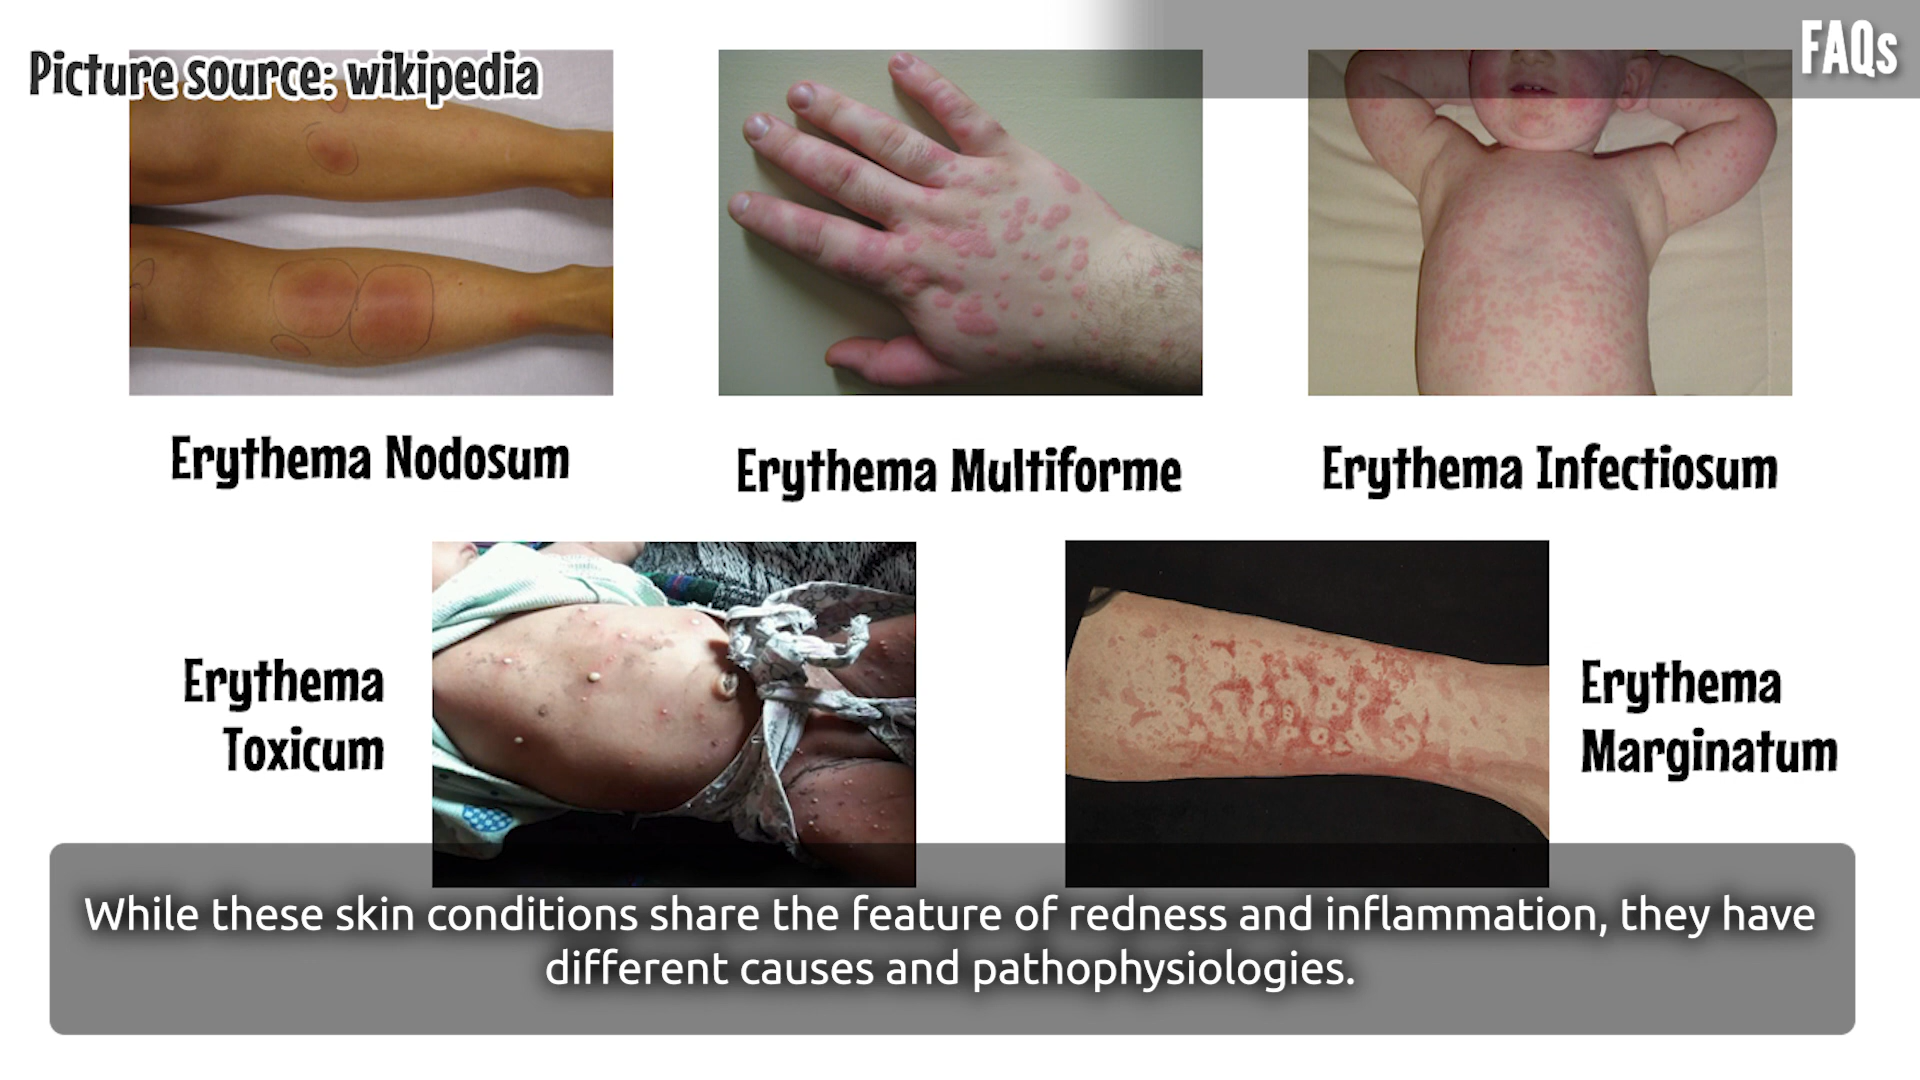 FAQs
Picture source: wikipedia
Erythema Nodosum
Erythema Multiforme
Erythema Infectiosum
Erythema
Toxicum
Erythema
Marginatum
While these skin conditions share the feature of redness and inflammation, they have
different causes and pathophysiologies.